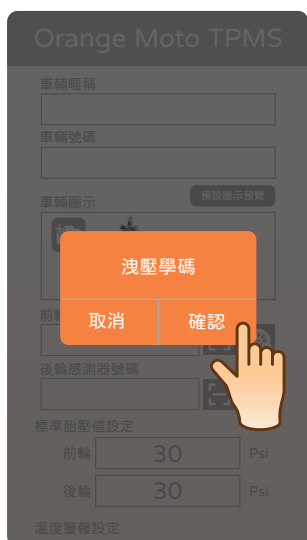 Orange Moto TPMS
車輛暱稱
車輛號碼
車輛圖示
預設圖示預覽
洩壓學碼
取消
確認
前輪
後輪感測器號碼
標準胎壓值設定
前輪 30 Psi
後輪 30 Psi
溫度警報設定